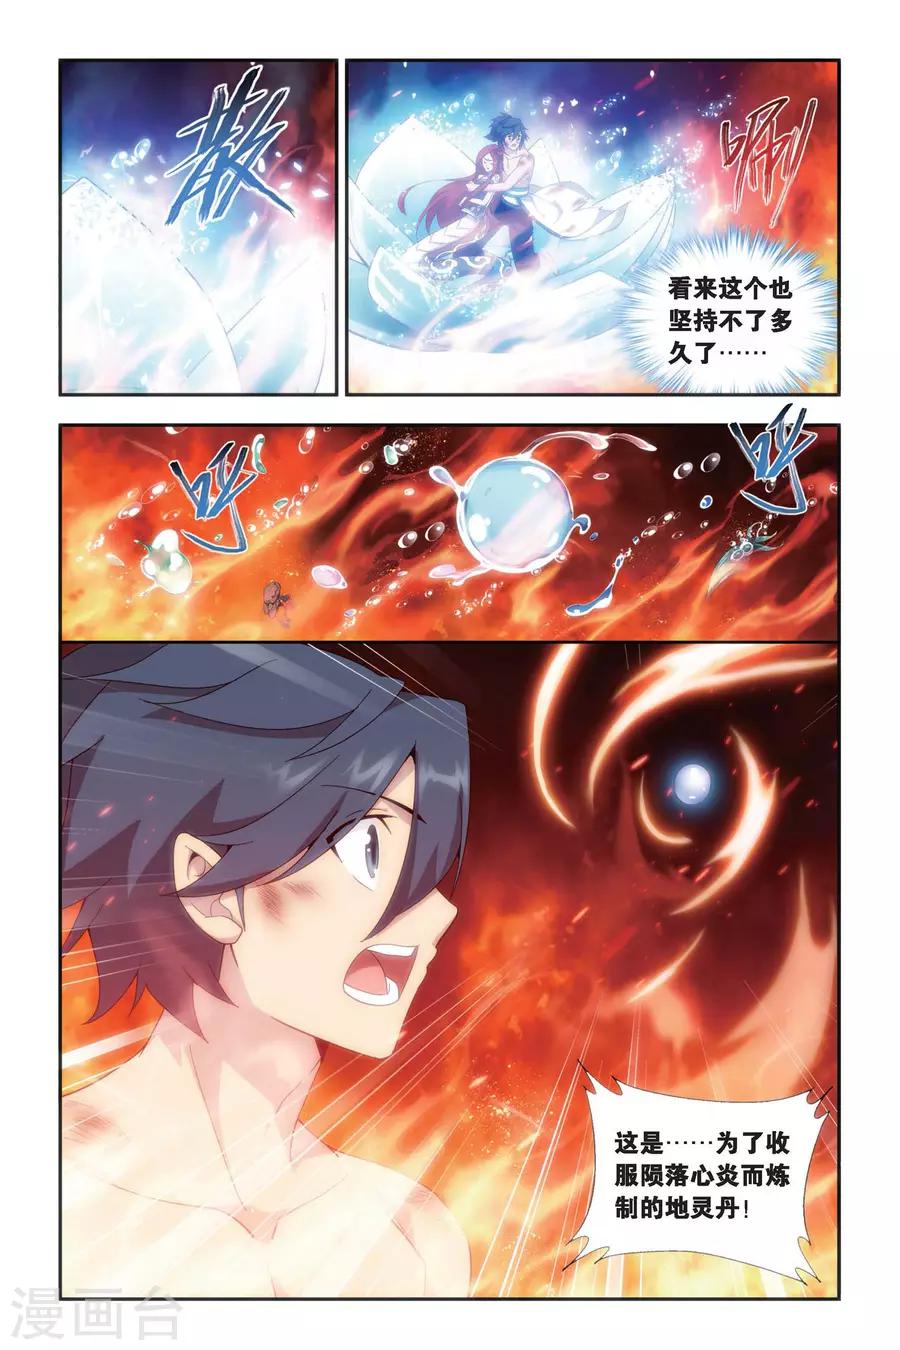 散
唰
看来这个也
坚持不了多
久了……
呼
呼
这是……为了收
服陨落心炎而炼
制的地灵丹！
漫画台